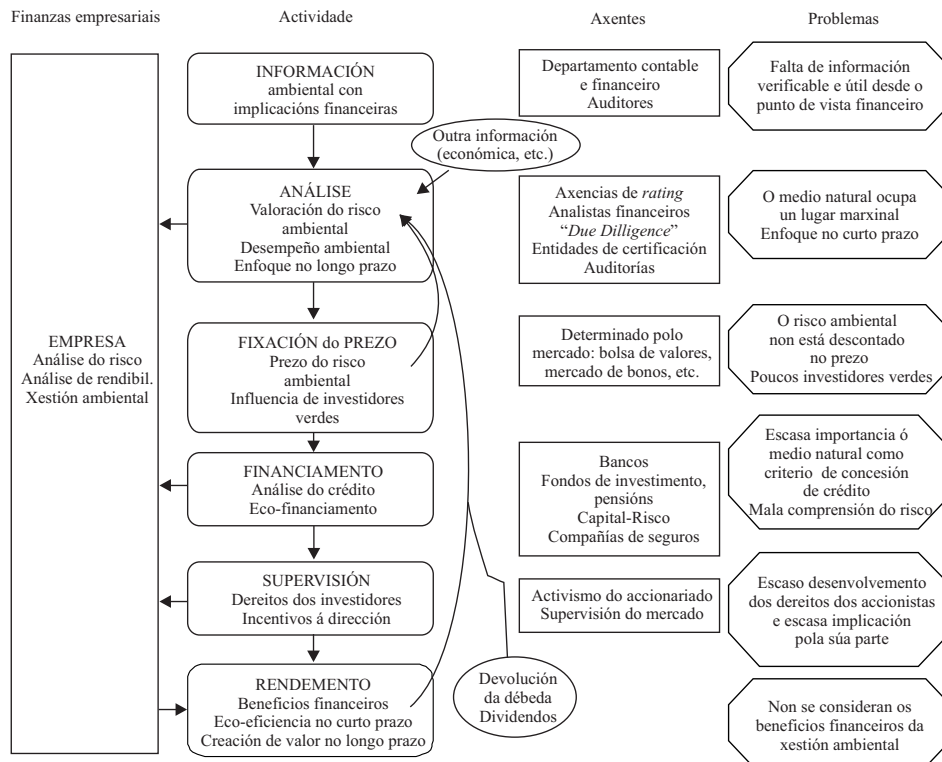 Finanzas empresariais
Actividade
Axentes
Problemas
EMPRESA
Análise do risco
Análise de rendibil.
Xestión ambiental
INFORMACIÓN
ambiental con
implicacións financeiras
Departamento contable
e financeiro
Auditores
Falta de información
verificable e útil desde o
punto de vista financeiro
Outra información
(económica, etc.)
ANÁLISE
Valoración do risco
ambiental
Desempeño ambiental
Enfoque no longo prazo
Axencias de rating
Analistas financeiros
“Due Dilligence”
Entidades de certificación
Auditorías
O medio natural ocupa
un lugar marxinal
Enfoque no curto prazo
FIXACIÓN do PREZO
Prezo do risco
ambiental
Influencia de investidores
verdes
Determinado polo
mercado: bolsa de valores,
mercado de bonos, etc.
O risco ambiental
non está descontado
no prezo
Poucos investidores verdes
FINANCIAMENTO
Análise do crédito
Eco-financiamento
Bancos
Fondos de investimento,
pensións
Capital-Risco
Compañías de seguros
Escasa importancia ó
medio natural como
criterio de concesión
de crédito
Mala comprensión do risco
SUPERVISIÓN
Dereitos dos investidores
Incentivos á dirección
Activismo do accionariado
Supervisión do mercado
Escaso desenvolvemento
dos dereitos dos accionistas
e escasa implicación
pola súa parte
RENDEMENTO
Beneficios financeiros
Eco-eficiencia no curto prazo
Creación de valor no longo prazo
Devolución
da débeda
Dividendos
Non se consideran os
beneficios financeiros da
xestión ambiental